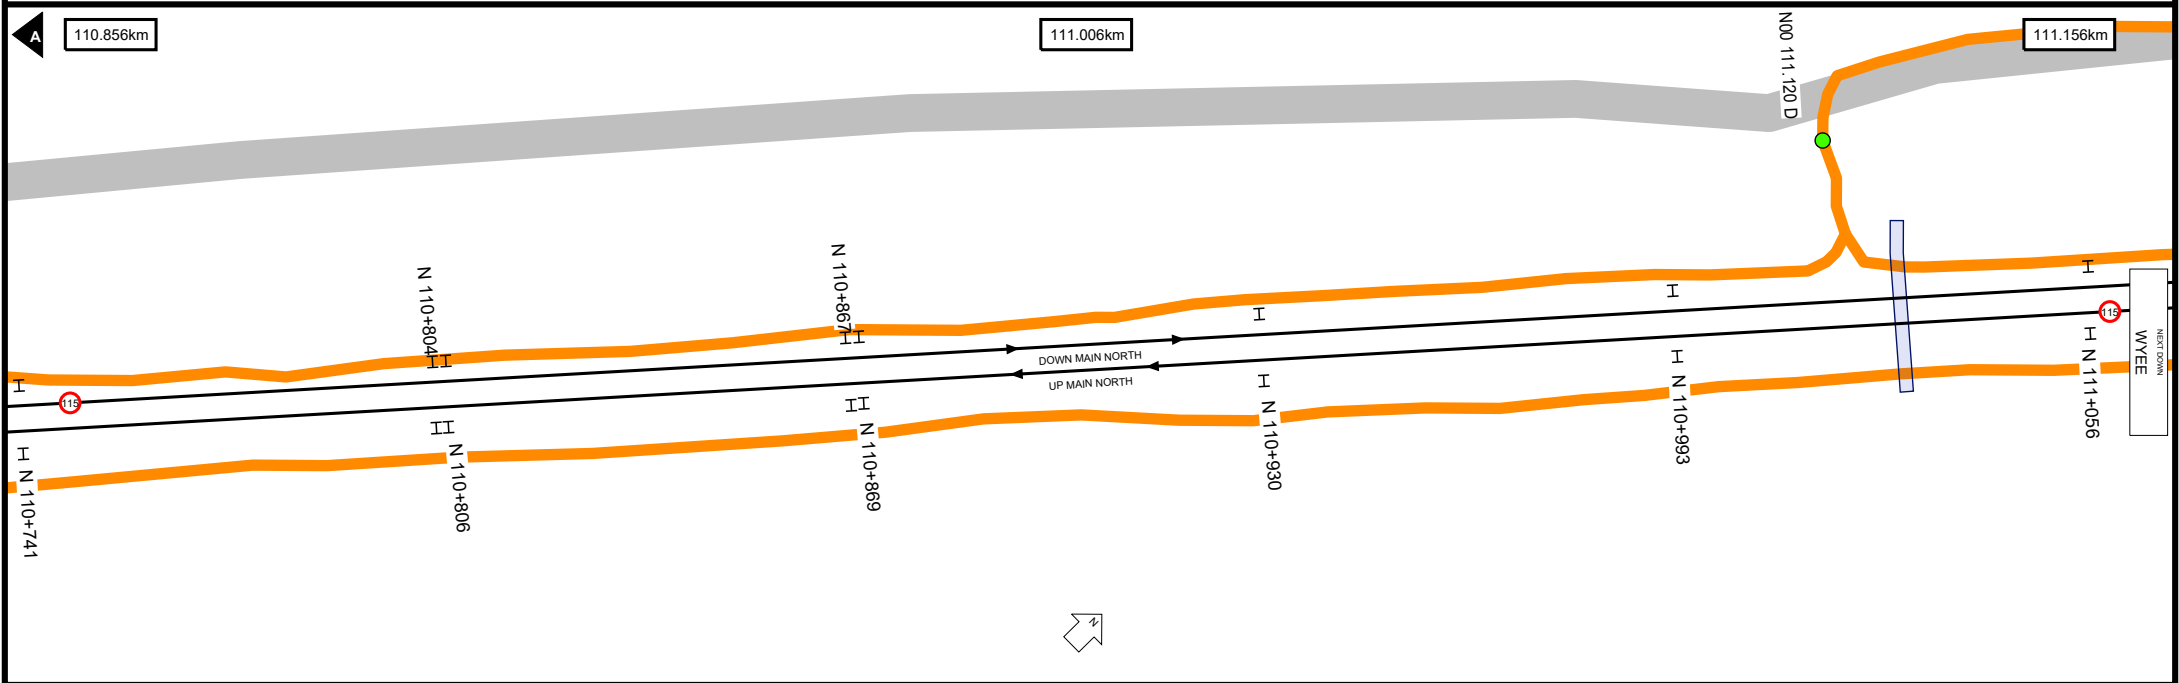 A
110.856km
111.006km
N00 111.120 D
111.156km
N 110+804
N 110+867
115
DOWN MAIN NORTH
UP MAIN NORTH
115
NEXT DOWN
WYEE
N 110+741
N 110+806
N 110+869
N 110+930
N 110+993
N 111+056
N